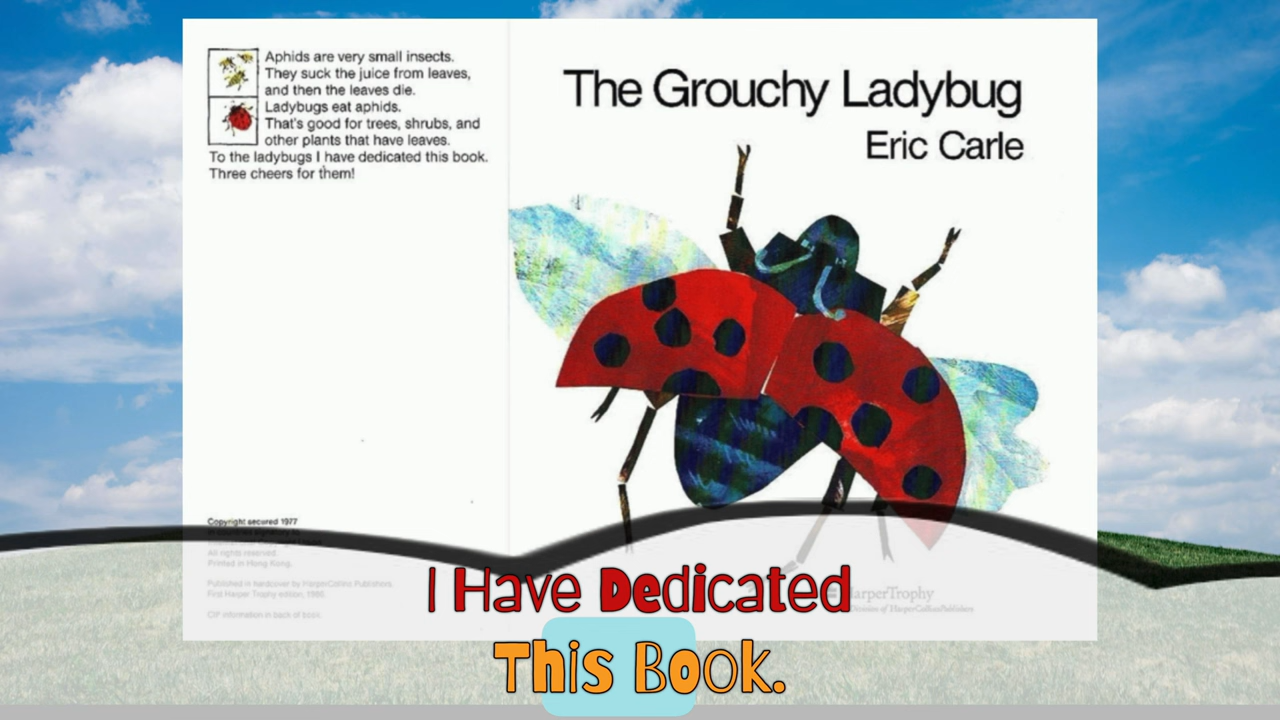 Aphids are very small insects.
They suck the juice from leaves,
and then the leaves die.
Ladybugs eat aphids.
That's good for trees, shrubs, and
other plants that have leaves.
To the ladybugs I have dedicated this book.
Three cheers for them!
The Grouchy Ladybug
Eric Carle
Copyright secured 1977
All rights reserved.
Printed in Hong Kong.
Published in hardcover by HarperCollins Publishers.
First Harper Trophy edition, 1986.
CIP information in back of book.
HarperTrophy
Division of HarperCollinsPublishers
I Have Dedicated
This Book.